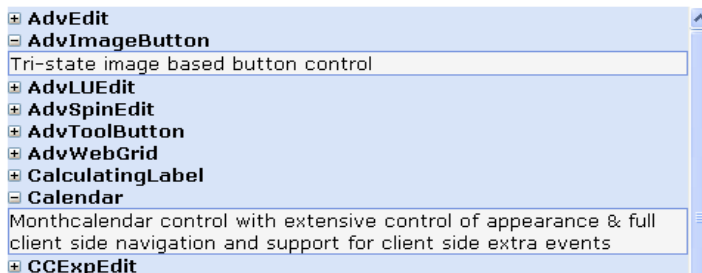 AdvEdit
AdvImageButton
Tri-state image based button control
AdvLUEdit
AdvSpinEdit
AdvToolButton
AdvWebGrid
CalculatingLabel
Calendar
Monthcalendar control with extensive control of appearance & full
client side navigation and support for client side extra events
CCExpEdit